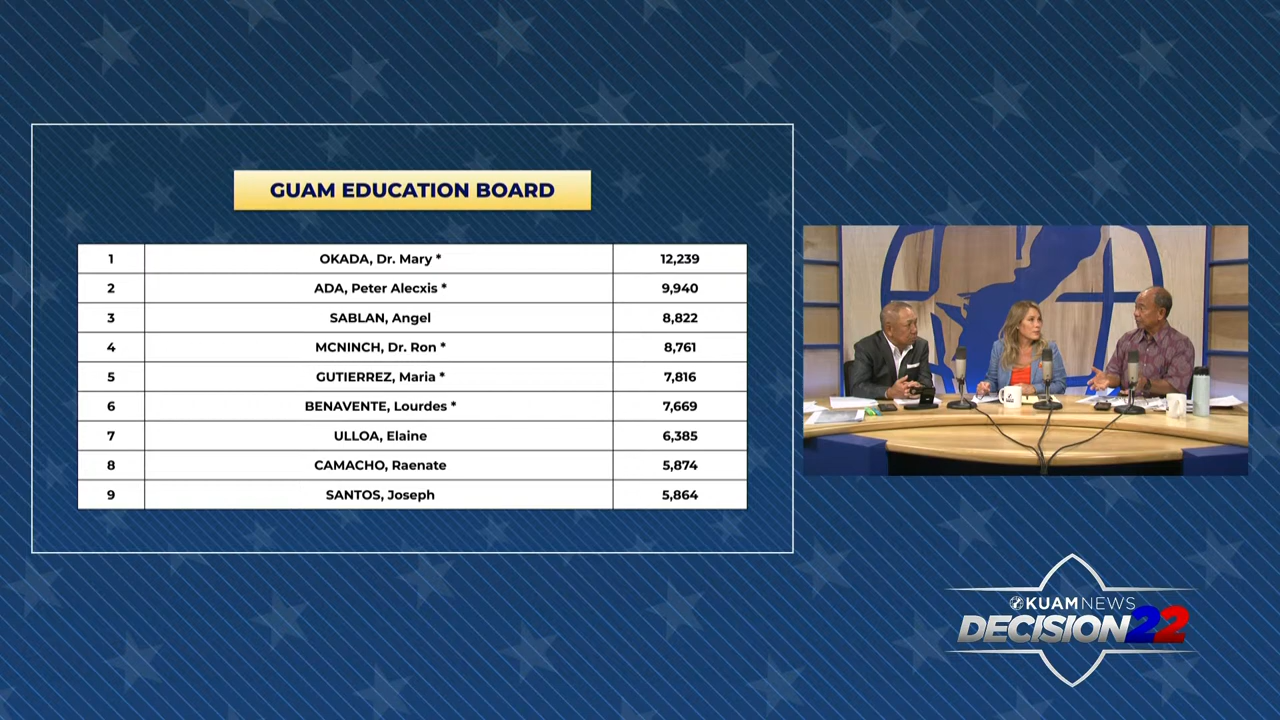 GUAM EDUCATION BOARD
1 OKADA, Dr. Mary * 12,239
2 ADA, Peter Alecxis * 9,940
3 SABLAN, Angel 8,822
4 MCNINCH, Dr. Ron * 8,761
5 GUTIERREZ, Maria * 7,816
6 BENAVENTE, Lourdes * 7,669
7 ULLOA, Elaine 6,385
8 CAMACHO, Raenate 5,874
9 SANTOS, Joseph 5,864
KUAMNEWS
DECISION22